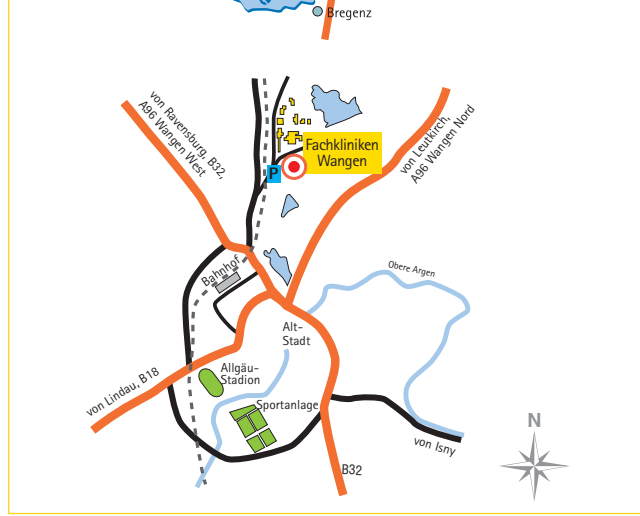 Bregenz
von Ravensburg, B32,
A96 Wangen West
von Leutkirch,
A96 Wangen Nord
Fachkliniken
Wangen
P
Bahnhof
Obere Argen
Alt-
Stadt
Allgäu-
Stadion
Sportanlage
von Lindau, B18
von Isny
B32
N